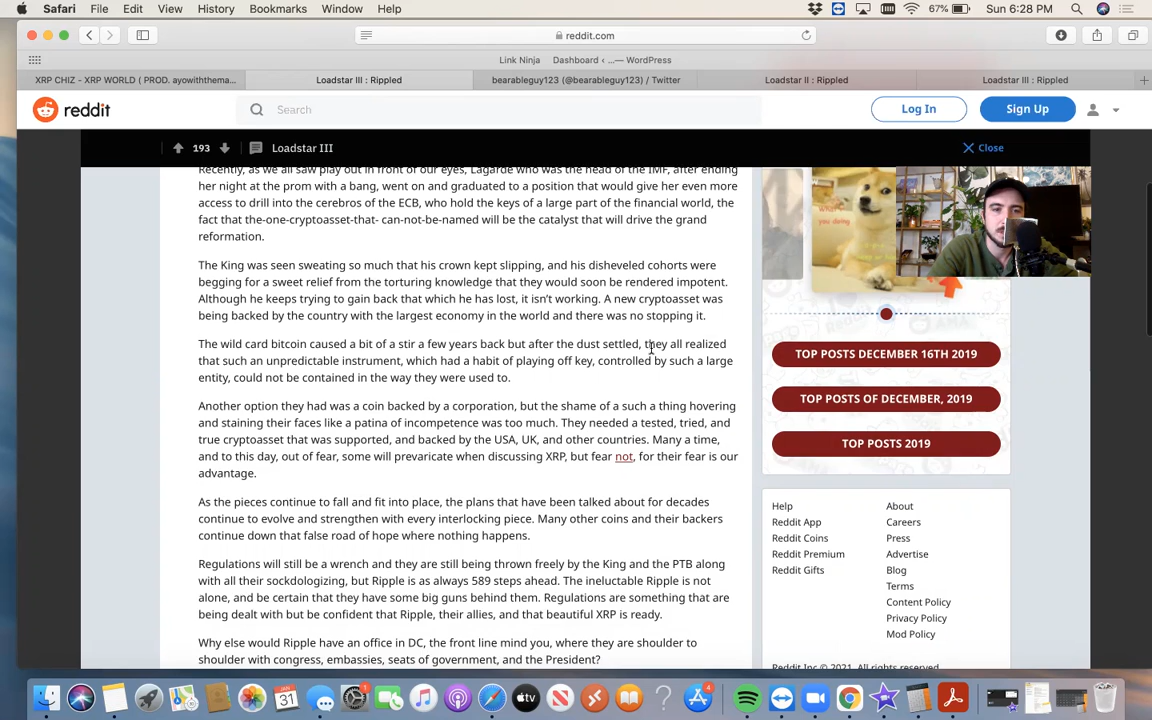 Safari File Edit View History Bookmarks Window Help
67% Sun 6:28 PM
reddit.com
Link Ninja Dashboard ‹ ...— WordPress
XRP CHIZ - XRP WORLD ( PROD. ayowiththema... Loadstar III : Rippled bearableguy123 (@bearableguy123) / Twitter Loadstar II : Rippled Loadstar III : Rippled
reddit Search Log In Sign Up
193 Loadstar III Close
Recently, as we all saw play out in front of our eyes, Lagarde who was the head of the IMF, after ending
her night at the prom with a bang, went on and graduated to a position that would give her even more
access to drill into the cerebros of the ECB, who hold the keys of a large part of the financial world, the
fact that the-one-cryptoasset-that- can-not-be-named will be the catalyst that will drive the grand
reformation.
The King was seen sweating so much that his crown kept slipping, and his disheveled cohorts were
begging for a sweet relief from the torturing knowledge that they would soon be rendered impotent.
Although he keeps trying to gain back that which he has lost, it isn’t working. A new cryptoasset was
being backed by the country with the largest economy in the world and there was no stopping it.
The wild card bitcoin caused a bit of a stir a few years back but after the dust settled, they all realized
that such an unpredictable instrument, which had a habit of playing off key, controlled by such a large
entity, could not be contained in the way they were used to.
Another option they had was a coin backed by a corporation, but the shame of a such a thing hovering
and staining their faces like a patina of incompetence was too much. They needed a tested, tried, and
true cryptoasset that was supported, and backed by the USA, UK, and other countries. Many a time,
and to this day, out of fear, some will prevaricate when discussing XRP, but fear not, for their fear is our
advantage.
As the pieces continue to fall and fit into place, the plans that have been talked about for decades
continue to evolve and strengthen with every interlocking piece. Many other coins and their backers
continue down that false road of hope where nothing happens.
Regulations will still be a wrench and they are still being thrown freely by the King and the PTB along
with all their sockdologizing, but Ripple is as always 589 steps ahead. The ineluctable Ripple is not
alone, and be certain that they have some big guns behind them. Regulations are something that are
being dealt with but be confident that Ripple, their allies, and that beautiful XRP is ready.
Why else would Ripple have an office in DC, the front line mind you, where they are shoulder to
shoulder with congress, embassies, seats of government, and the President?
TOP POSTS DECEMBER 16TH 2019
TOP POSTS OF DECEMBER, 2019
TOP POSTS 2019
Help About
Reddit App Careers
Reddit Coins Press
Reddit Premium Advertise
Reddit Gifts Blog
Terms
Content Policy
Privacy Policy
Mod Policy
Reddit Inc © 2021. All rights reserved
JAN
31
tv